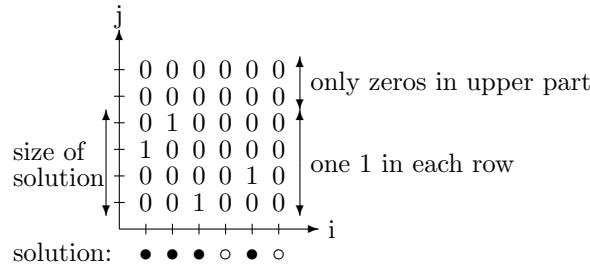 j
0 0 0 0 0 0
0 0 0 0 0 0
only zeros in upper part
0 1 0 0 0 0
1 0 0 0 0 0
0 0 0 0 1 0
0 0 1 0 0 0
size of
solution
one 1 in each row
i
solution: